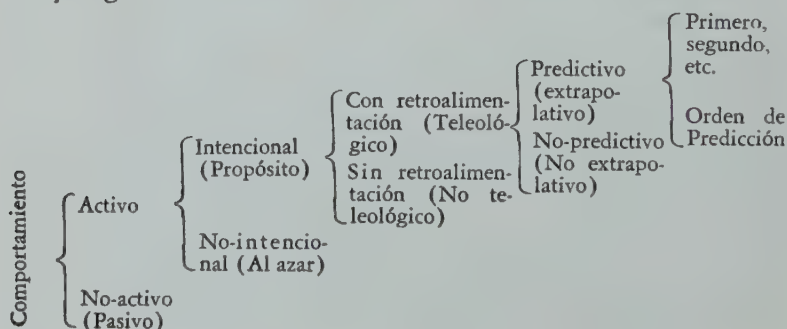 Comportamiento
Activo
No-activo
(Pasivo)
Intencional
(Propósito)
No-intencio-
nal (Al azar)
Con retroalimen-
tación (Teleoló-
gico)
Sin retroalimen-
tación (No te-
leológico)
Predictivo
(extrapo-
lativo)
No-predictivo
(No extrapo-
lativo)
Primero,
segundo,
etc.
Orden de
Predicción